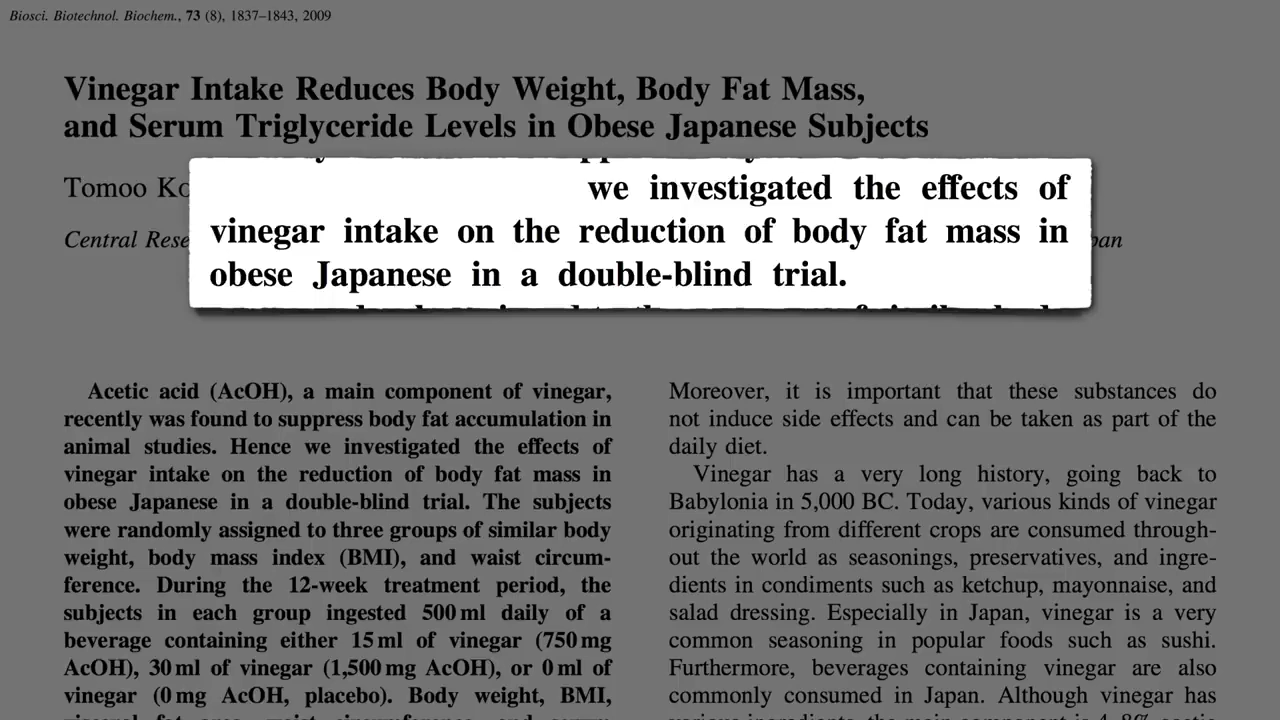 Biosci. Biotechnol. Biochem., 73 (8), 1837–1843, 2009
Vinegar Intake Reduces Body Weight, Body Fat Mass,
and Serum Triglyceride Levels in Obese Japanese Subjects
Tomoo
we investigated the effects of
vinegar intake on the reduction of body fat mass in
obese Japanese in a double-blind trial.
Central
Acetic acid (AcOH), a main component of vinegar,
recently was found to suppress body fat accumulation in
animal studies. Hence we investigated the effects of
vinegar intake on the reduction of body fat mass in
obese Japanese in a double-blind trial. The subjects
were randomly assigned to three groups of similar body
weight, body mass index (BMI), and waist circum-
ference. During the 12-week treatment period, the
subjects in each group ingested 500 ml daily of a
beverage containing either 15 ml of vinegar (750 mg
AcOH), 30 ml of vinegar (1,500 mg AcOH), or 0 ml of
vinegar (0 mg AcOH, placebo). Body weight, BMI,
Moreover, it is important that these substances do
not induce side effects and can be taken as part of the
daily diet.
Vinegar has a very long history, going back to
Babylonia in 5,000 BC. Today, various kinds of vinegar
originating from different crops are consumed through-
out the world as seasonings, preservatives, and ingre-
dients in condiments such as ketchup, mayonnaise, and
salad dressing. Especially in Japan, vinegar is a very
common seasoning in popular foods such as sushi.
Furthermore, beverages containing vinegar are also
commonly consumed in Japan. Although vinegar has